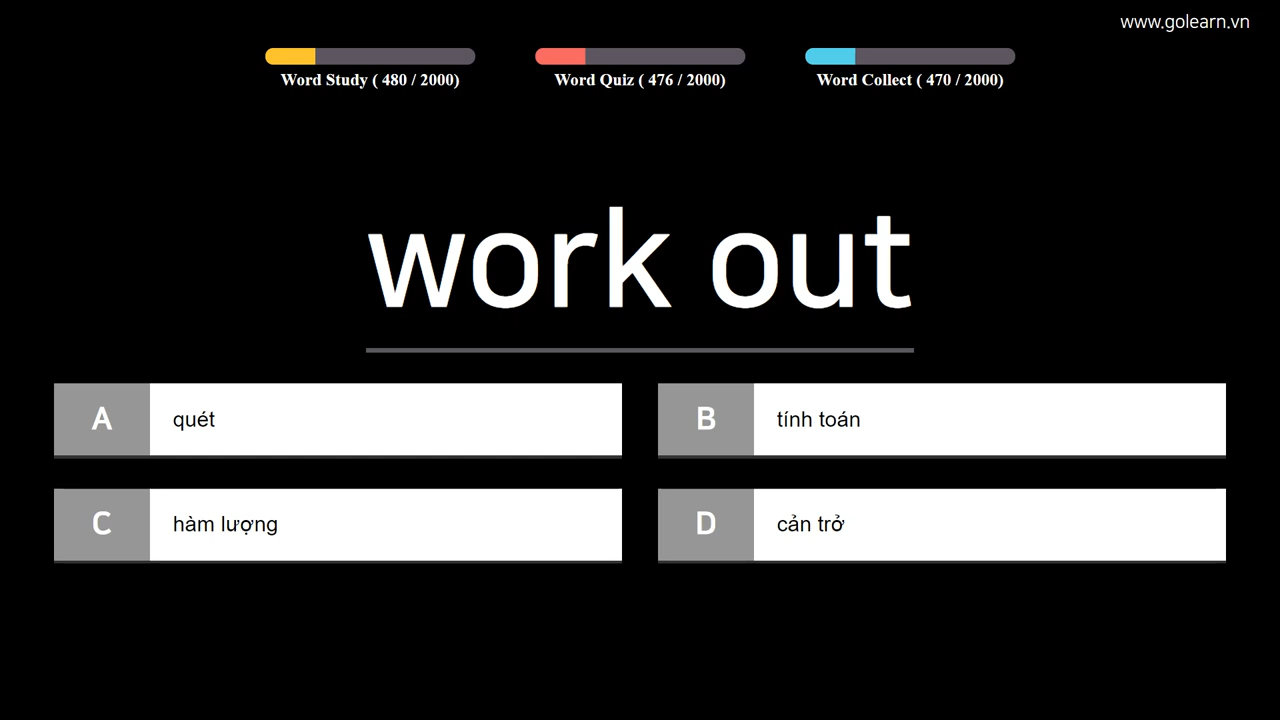 www.golearn.vn
Word Study ( 480 / 2000)
Word Quiz ( 476 / 2000)
Word Collect ( 470 / 2000)
work out
A quét
B tính toán
C hàm lượng
D cản trở